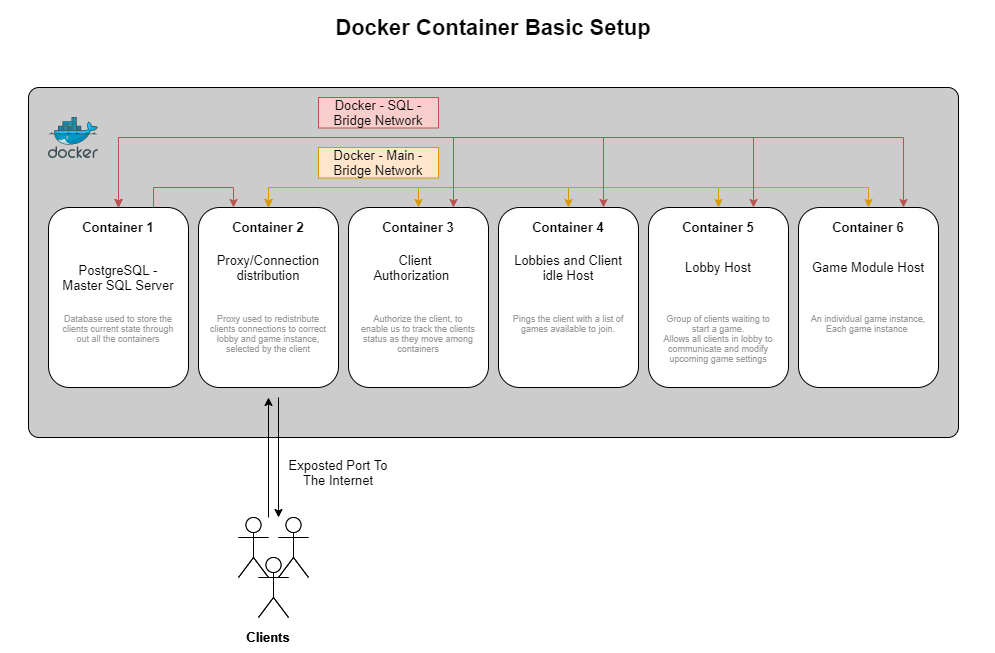 Docker Container Basic Setup
Docker - SQL -
Bridge Network
docker
Docker - Main -
Bridge Network
Container 1
PostgreSQL -
Master SQL Server
Database used to store the
clients current state through
out all the containers
Container 2
Proxy/Connection
distribution
Proxy used to redistribute
clients connections to correct
lobby and game instance,
selected by the client
Container 3
Client
Authorization
Authorize the client, to
enable us to track the clients
status as they move among
containers
Container 4
Lobbies and Client
idle Host
Pings the client with a list of
games available to join.
Container 5
Lobby Host
Group of clients waiting to
start a game.
Allows all clients in lobby to
communicate and modify
upcoming game settings
Container 6
Game Module Host
An individual game instance,
Each game instance
Exposed Port To
The Internet
Clients